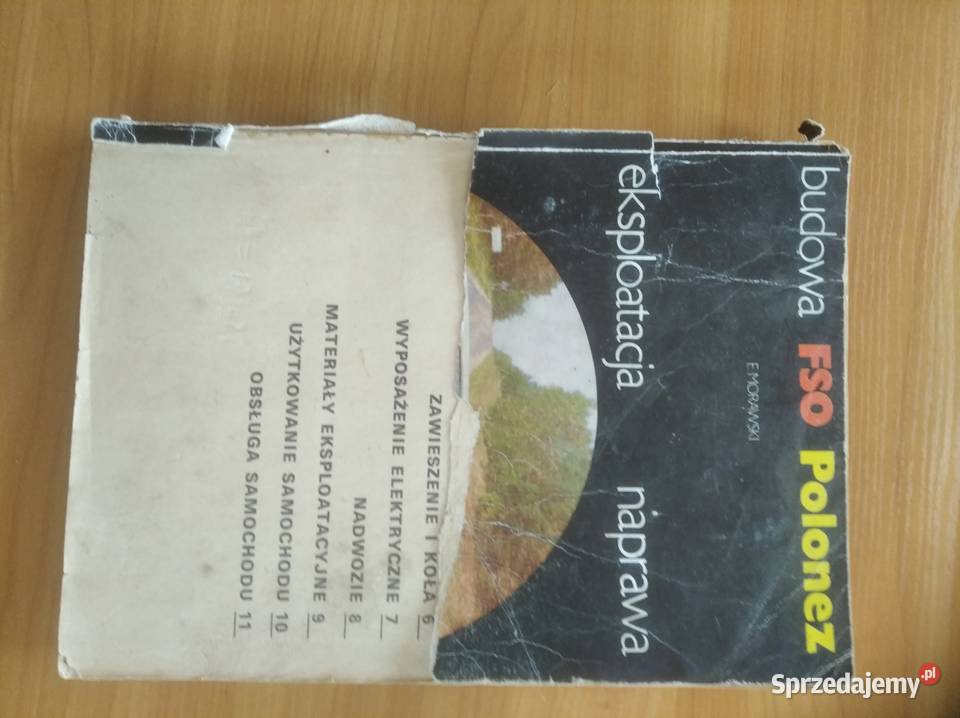 budowa FSO Polonez
E.MORAWSKI
eksploatacja naprawa
ZAWIESZENIE I KOŁA 6
WYPOSAŻENIE ELEKTRYCZNE 7
NADWOZIE 8
MATERIAŁY EKSPLOATACYJNE 9
UŻYTKOWANIE SAMOCHODU 10
OBSŁUGA SAMOCHODU 11
Sprzedajemy.pl